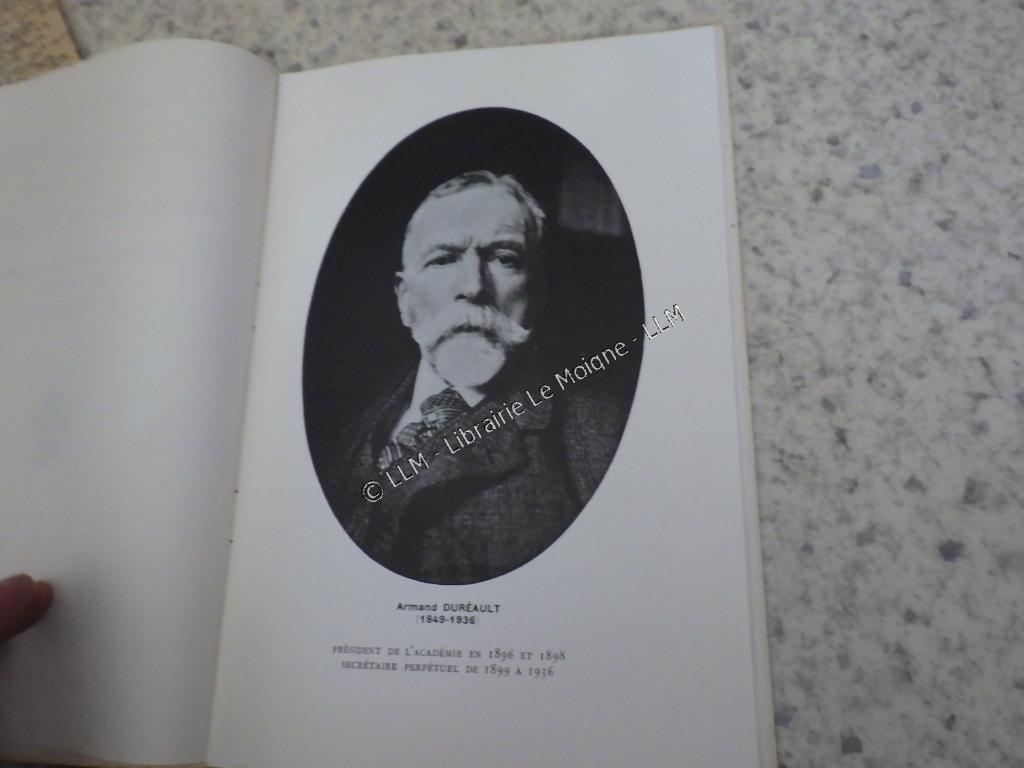 © LLM - Librairie Le Moigne - LLM
Armand DURÉAULT
(1849-1936)
PRÉSIDENT DE L'ACADÉMIE EN 1896 ET 1898
SECRÉTAIRE PERPÉTUEL DE 1899 A 1936